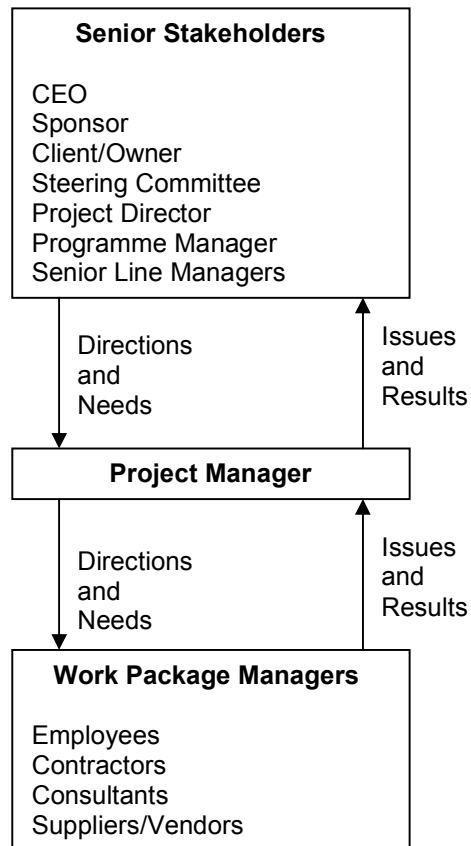 Senior Stakeholders
CEO
Sponsor
Client/Owner
Steering Committee
Project Director
Programme Manager
Senior Line Managers
Directions
and
Needs
Issues
and
Results
Project Manager
Directions
and
Needs
Issues
and
Results
Work Package Managers
Employees
Contractors
Consultants
Suppliers/Vendors